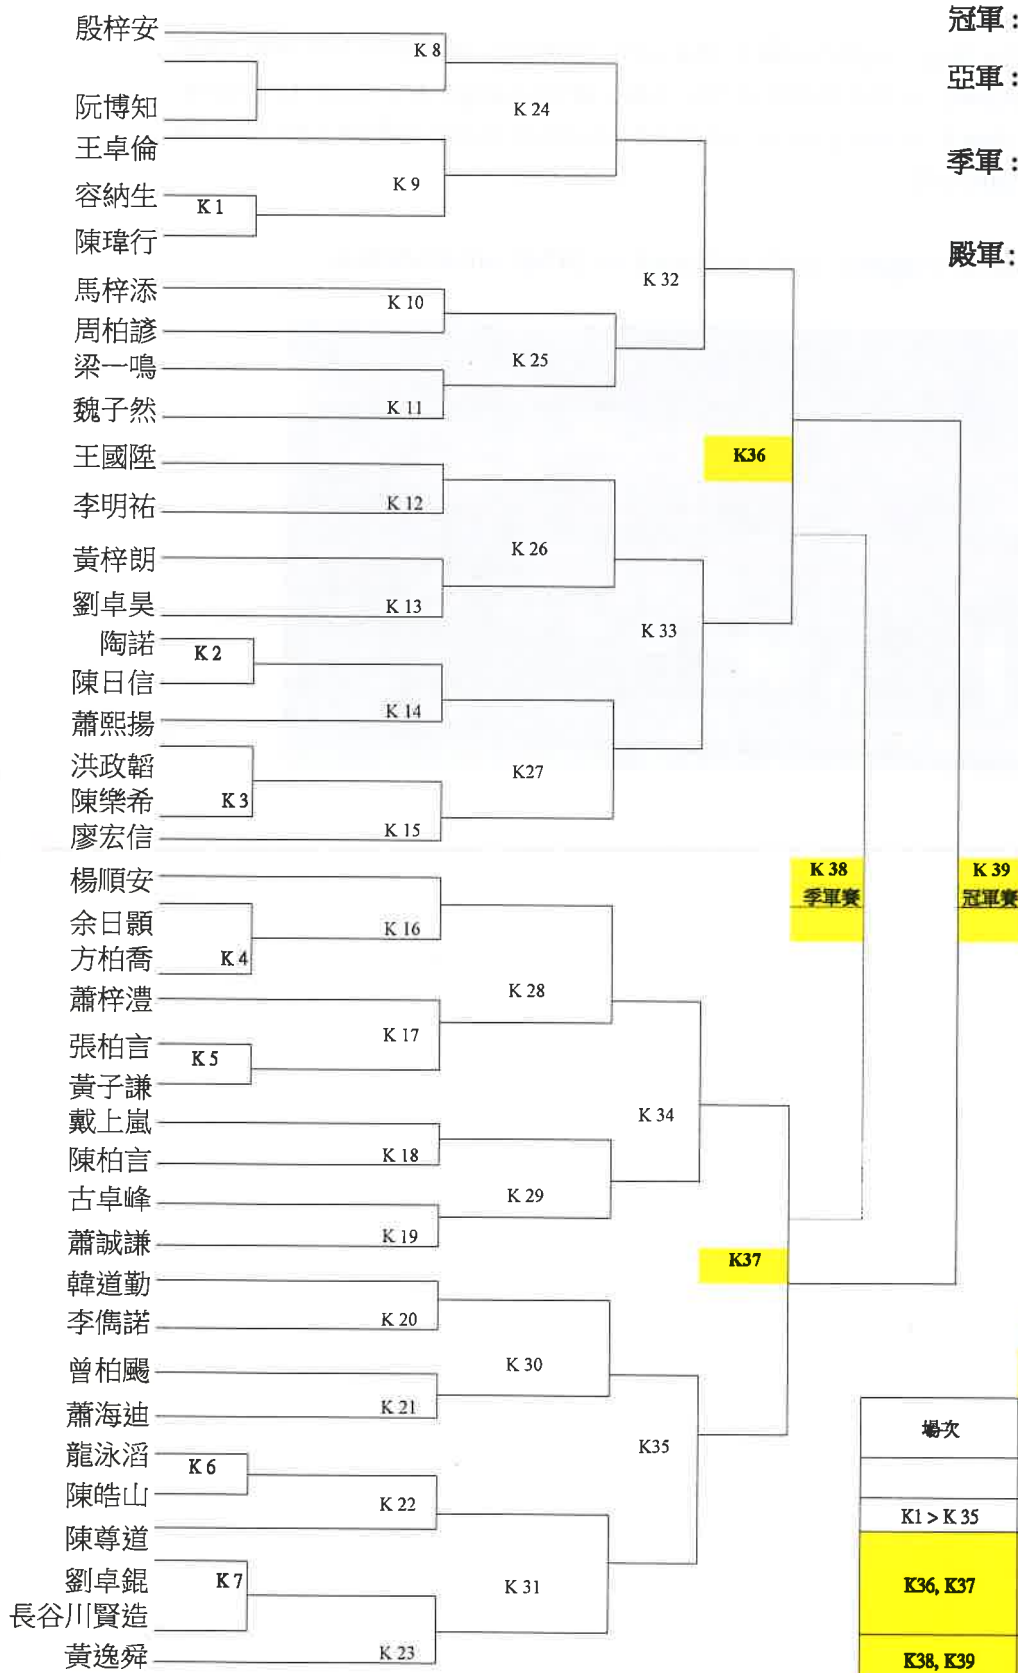 冠軍：
亞軍：
季軍：
殿軍：
殷梓安
K 8
阮博知
K 24
王卓倫
K 9
容納生
K 1
陳瑋行
馬梓添
K 10
K 32
周柏諺
梁一鳴
K 25
魏子然
K 11
王國陞
K36
李明祐
K 12
黃梓朗
K 26
劉卓昊
K 13
陶諾
K 2
K 33
陳日信
蕭熙揚
K 14
洪政韜
K27
陳樂希
K 3
廖宏信
K 15
楊順安
K 38
季軍賽
K 39
冠軍賽
余日顥
K 16
方柏喬
K 4
蕭梓澧
K 28
張柏言
K 5
K 17
黃子謙
戴上嵐
K 34
陳柏言
K 18
古卓峰
K 29
蕭誠謙
K 19
K37
韓道勤
李儁諾
K 20
曾柏颺
K 30
蕭海迪
K 21
龍泳滔
K 6
K35
陳皓山
K 22
陳尊道
劉卓錕
K 7
K 31
長谷川賢造
黃逸舜
K 23
場次
K1 > K 35
K36, K37
K38, K39